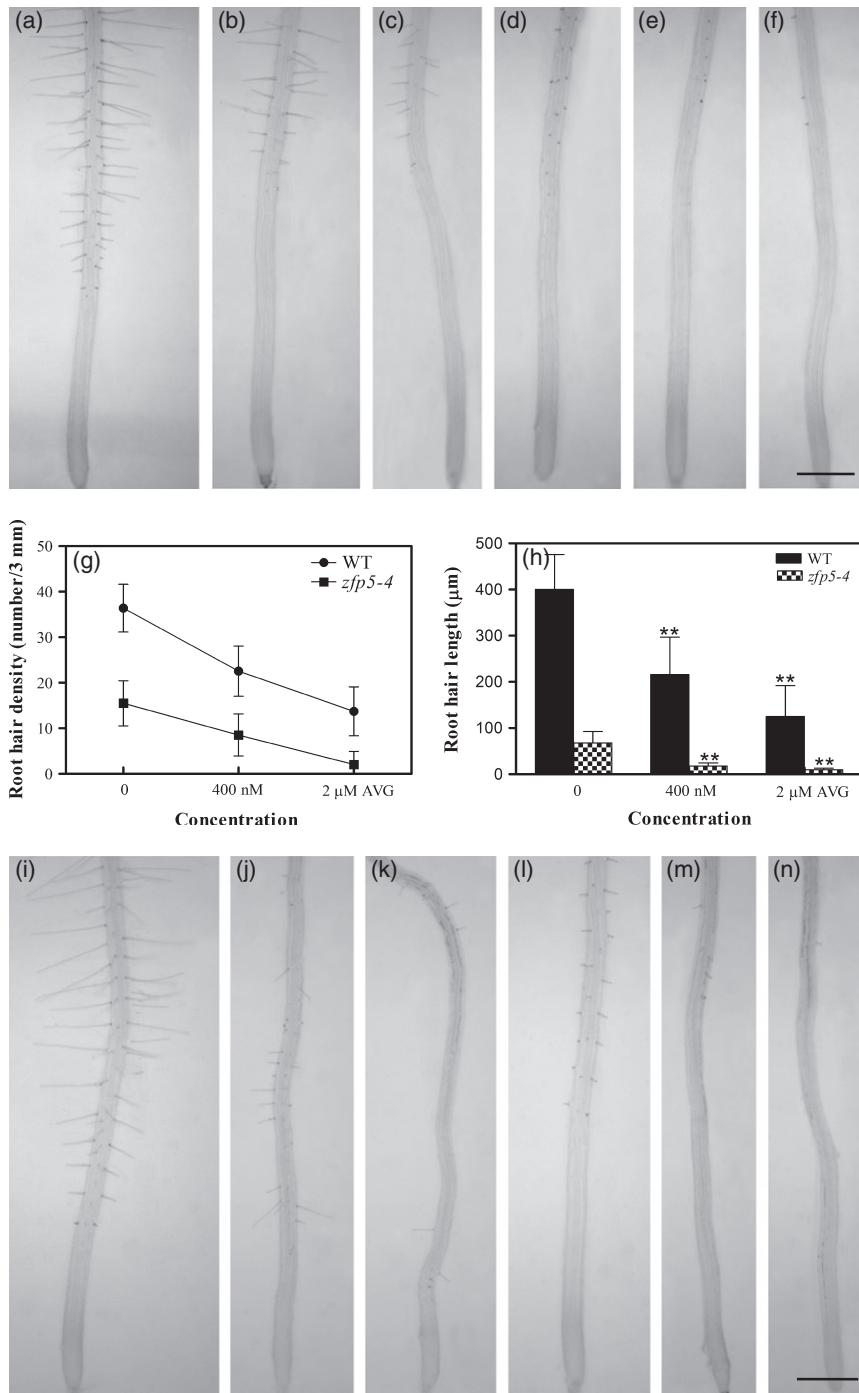 (a)
(b)
(c)
(d)
(e)
(f)
(g)
WT
zfp5-4
Root hair density (number/3 mm)
50
40
30
20
10
0
0
400 nM
2 μM AVG
Concentration
(h)
WT
zfp5-4
Root hair length (μm)
500
400
300
200
100
0
**
**
**
**
0
400 nM
2 μM AVG
Concentration
(i)
(j)
(k)
(l)
(m)
(n)